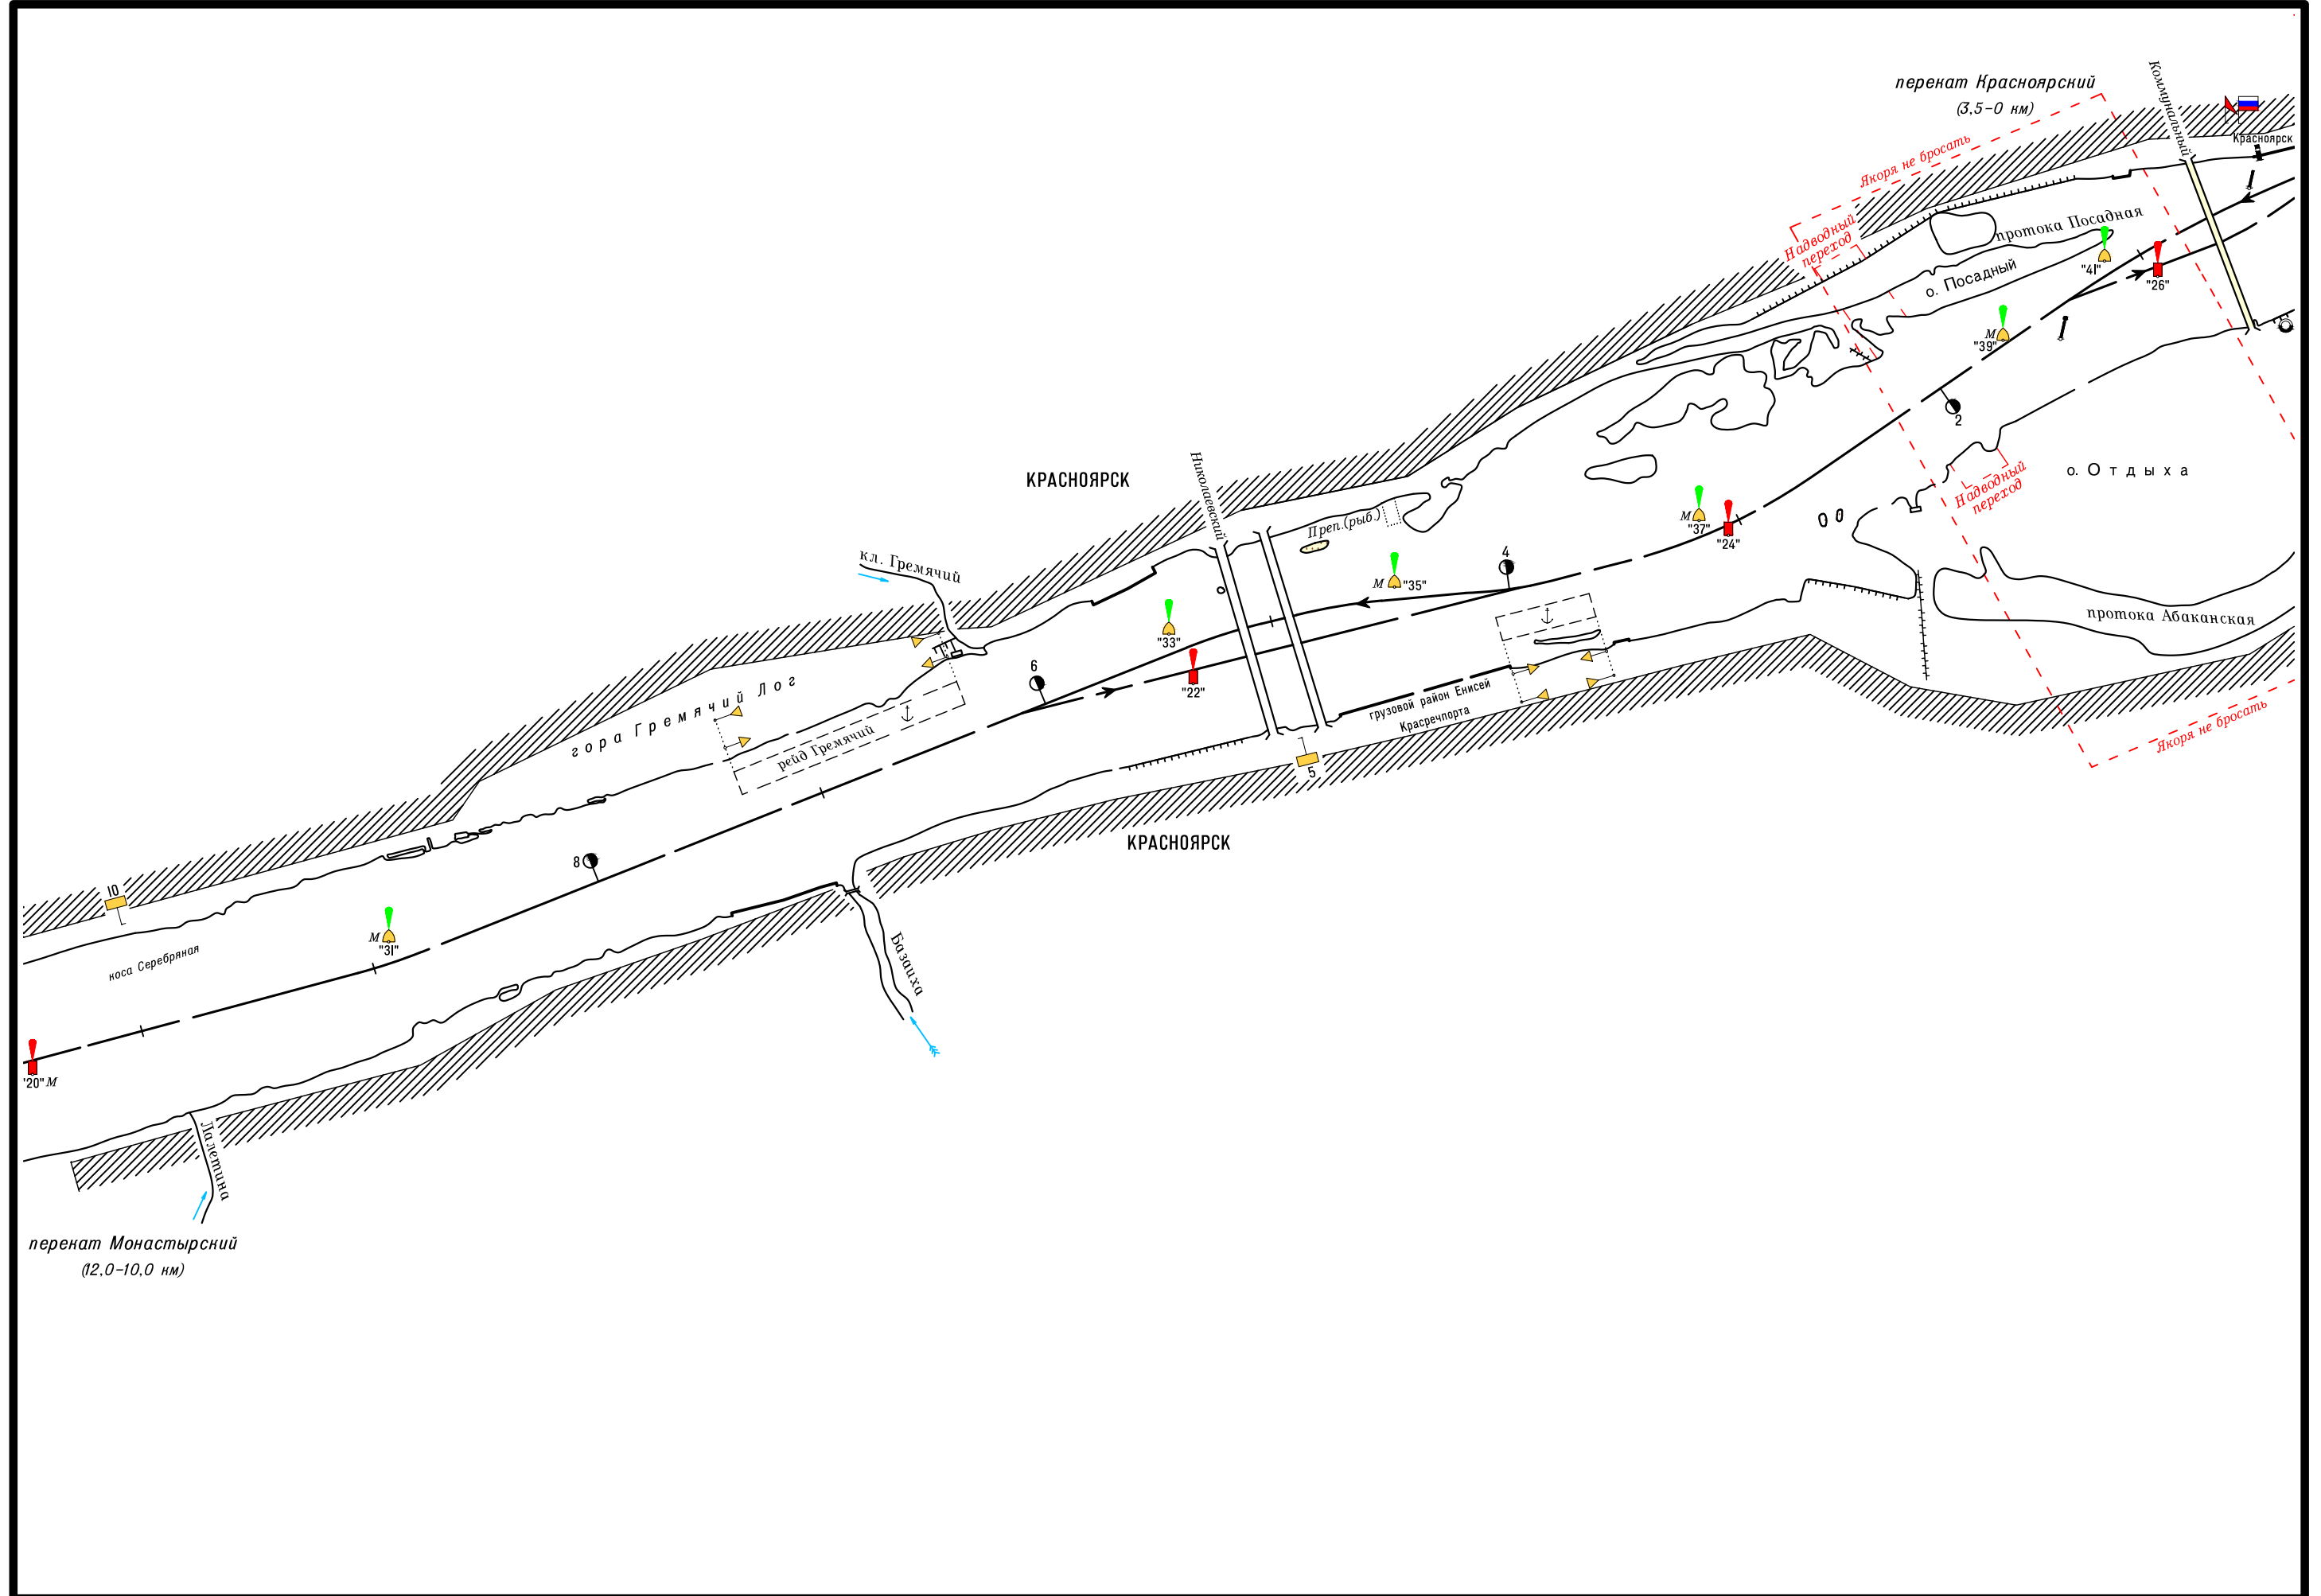 перекат Красноярский
(3,5-0 км)
Коммунальный
Красноярск
Якоря не бросать
Надводный
переход
протока Посадная
о. Посадный
"41"
"26"
М
"39"
2
о. Отдыха
Надводный
переход
КРАСНОЯРСК
Николаевский
Преп.(рыб.)
М
"37"
"24"
4
М "35"
кл. Гремячий
"33"
"22"
6
протока Абаканская
гора Гремячий Лог
рейд Гремячий
грузовой район Енисей
Красречпорта
5
Якоря не бросать
КРАСНОЯРСК
8
10
М
"31"
коса Серебряная
Базаиха
"20" М
Лалетина
перекат Монастырский
(12,0-10,0 км)